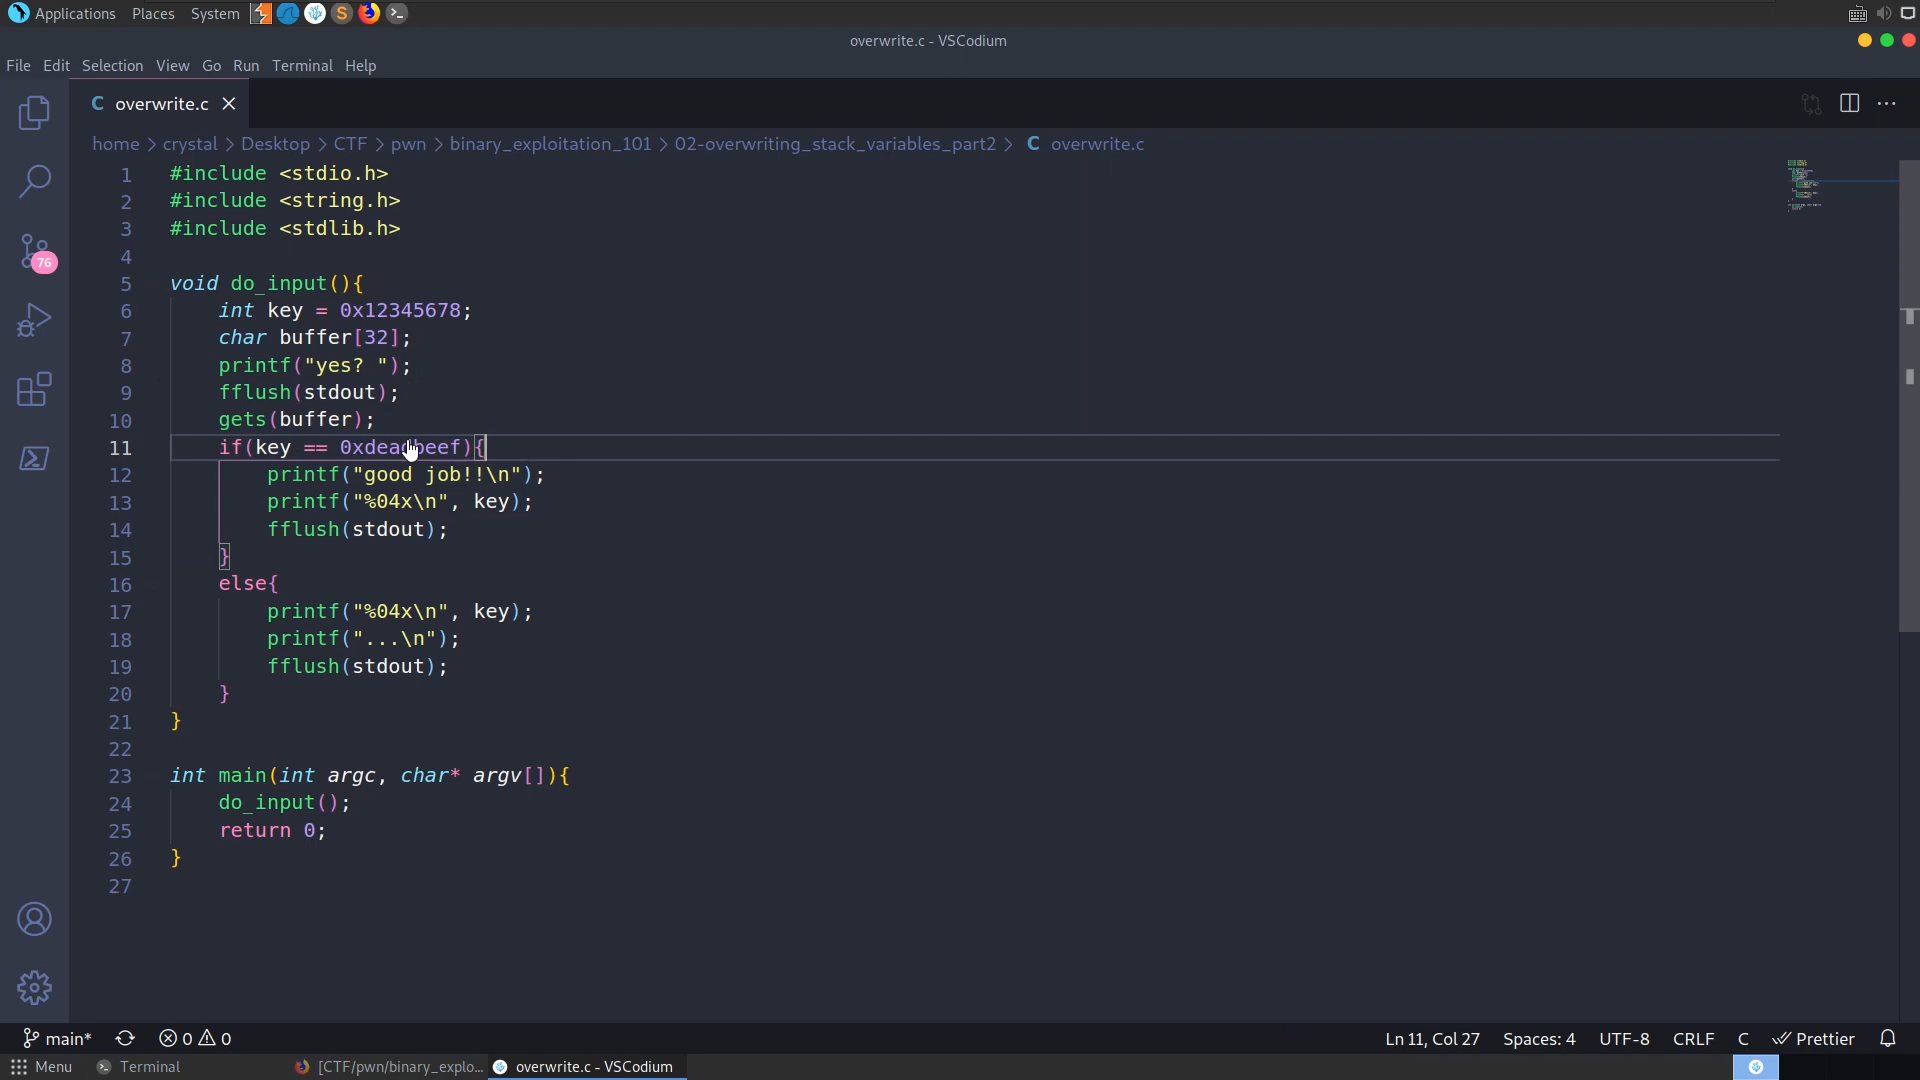 Applications Places System
overwrite.c - VSCodium
File Edit Selection View Go Run Terminal Help
C overwrite.c
home > crystal > Desktop > CTF > pwn > binary_exploitation_101 > 02-overwriting_stack_variables_part2 > C overwrite.c
1 #include <stdio.h>
2 #include <string.h>
3 #include <stdlib.h>
4
5 void do_input(){
6 int key = 0x12345678;
7 char buffer[32];
8 printf("yes? ");
9 fflush(stdout);
10 gets(buffer);
11 if(key == 0xdeadbeef){
12 printf("good job!!\n");
13 printf("%04x\n", key);
14 fflush(stdout);
15 }
16 else{
17 printf("%04x\n", key);
18 printf("...\n");
19 fflush(stdout);
20 }
21 }
22
23 int main(int argc, char* argv[]){
24 do_input();
25 return 0;
26 }
27
76
main* 0 0 Ln 11, Col 27 Spaces: 4 UTF-8 CRLF C Prettier
Menu Terminal [CTF/pwn/binary_explo... overwrite.c - VSCodium